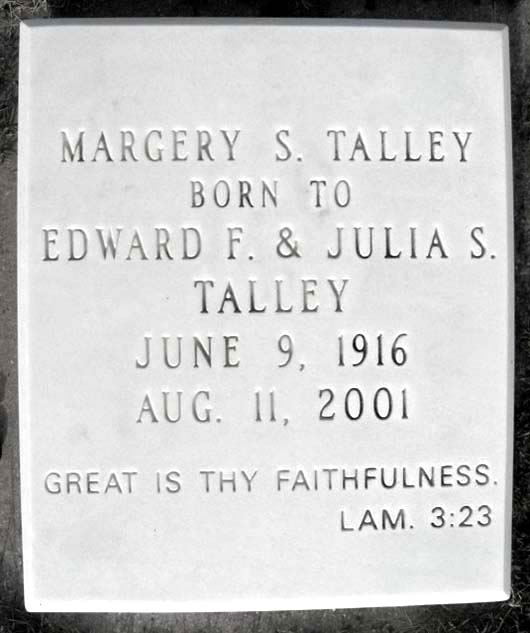 MARGERY S. TALLEY
BORN TO
EDWARD F. & JULIA S.
TALLEY
JUNE 9, 1916
AUG. 11, 2001
GREAT IS THY FAITHFULNESS.
LAM. 3:23